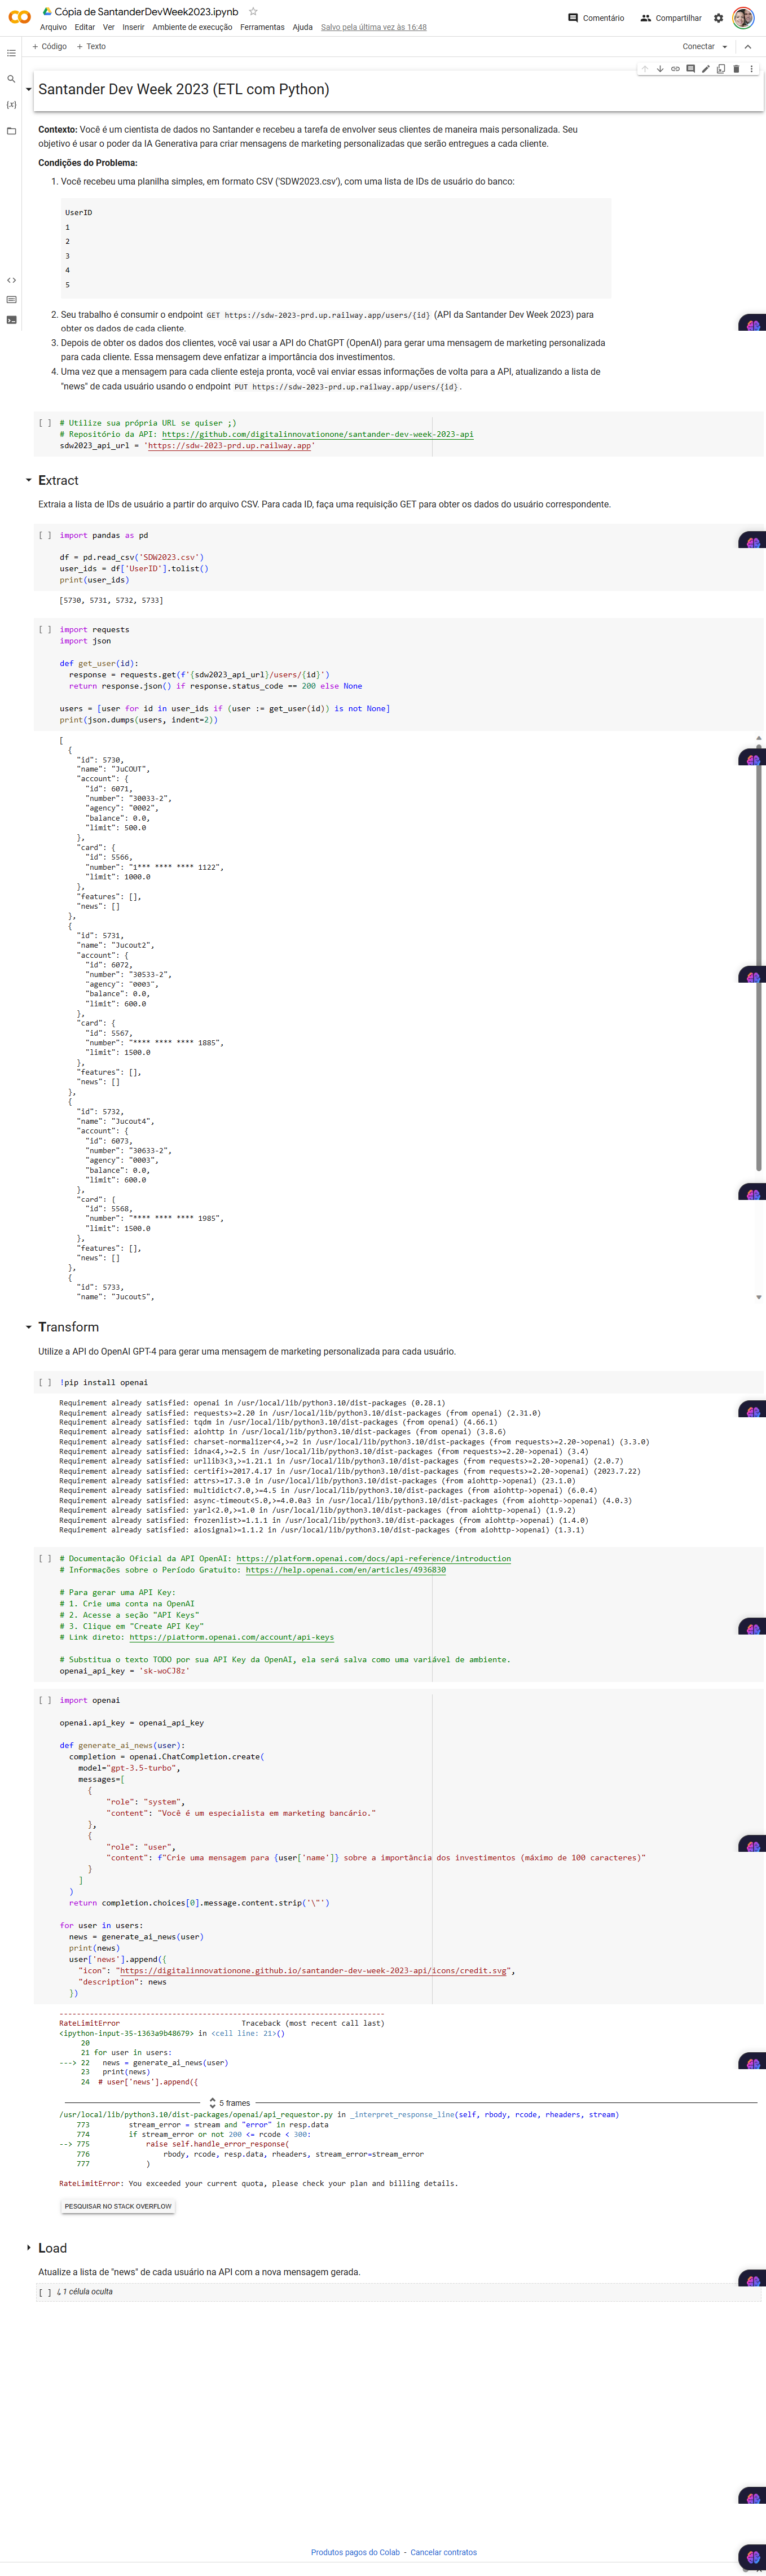 Cópia de SantanderDevWeek2023.ipynb
Comentário Compartilhar
Arquivo Editar Ver Inserir Ambiente de execução Ferramentas Ajuda Salvo pela última vez às 16:48
+ Código + Texto
Conectar
Santander Dev Week 2023 (ETL com Python)
Contexto: Você é um cientista de dados no Santander e recebeu a tarefa de envolver seus clientes de maneira mais personalizada. Seu
objetivo é usar o poder da IA Generativa para criar mensagens de marketing personalizadas que serão entregues a cada cliente.
Condições do Problema:
1. Você recebeu uma planilha simples, em formato CSV ('SDW2023.csv'), com uma lista de IDs de usuário do banco:
UserID
1
2
3
4
5
2. Seu trabalho é consumir o endpoint GET https://sdw-2023-prd.up.railway.app/users/{id} (API da Santander Dev Week 2023) para
obter os dados de cada cliente.
3. Depois de obter os dados dos clientes, você vai usar a API do ChatGPT (OpenAI) para gerar uma mensagem de marketing personalizada
para cada cliente. Essa mensagem deve enfatizar a importância dos investimentos.
4. Uma vez que a mensagem para cada cliente esteja pronta, você vai enviar essas informações de volta para a API, atualizando a lista de
"news" de cada usuário usando o endpoint PUT https://sdw-2023-prd.up.railway.app/users/{id} .
[ ] # Utilize sua própria URL se quiser ;)
# Repositório da API: https://github.com/digitalinnovationone/santander-dev-week-2023-api
sdw2023_api_url = 'https://sdw-2023-prd.up.railway.app'
Extract
Extraia a lista de IDs de usuário a partir do arquivo CSV. Para cada ID, faça uma requisição GET para obter os dados do usuário correspondente.
[ ] import pandas as pd
df = pd.read_csv('SDW2023.csv')
user_ids = df['UserID'].tolist()
print(user_ids)
[5730, 5731, 5732, 5733]
[ ] import requests
import json
def get_user(id):
response = requests.get(f'{sdw2023_api_url}/users/{id}')
return response.json() if response.status_code == 200 else None
users = [user for id in user_ids if (user := get_user(id)) is not None]
print(json.dumps(users, indent=2))
[
{
"id": 5730,
"name": "JuCOUT",
"account": {
"id": 6071,
"number": "30033-2",
"agency": "0002",
"balance": 0.0,
"limit": 500.0
},
"card": {
"id": 5566,
"number": "1*** **** **** 1122",
"limit": 1000.0
},
"features": [],
"news": []
},
{
"id": 5731,
"name": "Jucout2",
"account": {
"id": 6072,
"number": "30533-2",
"agency": "0003",
"balance": 0.0,
"limit": 600.0
},
"card": {
"id": 5567,
"number": "**** **** **** 1885",
"limit": 1500.0
},
"features": [],
"news": []
},
{
"id": 5732,
"name": "Jucout4",
"account": {
"id": 6073,
"number": "30633-2",
"agency": "0003",
"balance": 0.0,
"limit": 600.0
},
"card": {
"id": 5568,
"number": "**** **** **** 1985",
"limit": 1500.0
},
"features": [],
"news": []
},
{
"id": 5733,
"name": "Jucout5",
Transform
Utilize a API do OpenAI GPT-4 para gerar uma mensagem de marketing personalizada para cada usuário.
[ ] !pip install openai
Requirement already satisfied: openai in /usr/local/lib/python3.10/dist-packages (0.28.1)
Requirement already satisfied: requests>=2.20 in /usr/local/lib/python3.10/dist-packages (from openai) (2.31.0)
Requirement already satisfied: tqdm in /usr/local/lib/python3.10/dist-packages (from openai) (4.66.1)
Requirement already satisfied: aiohttp in /usr/local/lib/python3.10/dist-packages (from openai) (3.8.6)
Requirement already satisfied: charset-normalizer<4,>=2 in /usr/local/lib/python3.10/dist-packages (from requests>=2.20->openai) (3.3.0)
Requirement already satisfied: idna<4,>=2.5 in /usr/local/lib/python3.10/dist-packages (from requests>=2.20->openai) (3.4)
Requirement already satisfied: urllib3<3,>=1.21.1 in /usr/local/lib/python3.10/dist-packages (from requests>=2.20->openai) (2.0.7)
Requirement already satisfied: certifi>=2017.4.17 in /usr/local/lib/python3.10/dist-packages (from requests>=2.20->openai) (2023.7.22)
Requirement already satisfied: attrs>=17.3.0 in /usr/local/lib/python3.10/dist-packages (from aiohttp->openai) (23.1.0)
Requirement already satisfied: multidict<7.0,>=4.5 in /usr/local/lib/python3.10/dist-packages (from aiohttp->openai) (6.0.4)
Requirement already satisfied: async-timeout<5.0,>=4.0.0a3 in /usr/local/lib/python3.10/dist-packages (from aiohttp->openai) (4.0.3)
Requirement already satisfied: yarl<2.0,>=1.0 in /usr/local/lib/python3.10/dist-packages (from aiohttp->openai) (1.9.2)
Requirement already satisfied: frozenlist>=1.1.1 in /usr/local/lib/python3.10/dist-packages (from aiohttp->openai) (1.4.0)
Requirement already satisfied: aiosignal>=1.1.2 in /usr/local/lib/python3.10/dist-packages (from aiohttp->openai) (1.3.1)
[ ] # Documentação Oficial da API OpenAI: https://platform.openai.com/docs/api-reference/introduction
# Informações sobre o Período Gratuito: https://help.openai.com/en/articles/4936830
# Para gerar uma API Key:
# 1. Crie uma conta na OpenAI
# 2. Acesse a seção "API Keys"
# 3. Clique em "Create API Key"
# Link direto: https://platform.openai.com/account/api-keys
# Substitua o texto TODO por sua API Key da OpenAI, ela será salva como uma variável de ambiente.
openai_api_key = 'sk-woCJ8z'
[ ] import openai
openai.api_key = openai_api_key
def generate_ai_news(user):
completion = openai.ChatCompletion.create(
model="gpt-3.5-turbo",
messages=[
{
"role": "system",
"content": "Você é um especialista em marketing bancário."
},
{
"role": "user",
"content": f"Crie uma mensagem para {user['name']} sobre a importância dos investimentos (máximo de 100 caracteres)"
}
]
)
return completion.choices[0].message.content.strip('\"')
for user in users:
news = generate_ai_news(user)
print(news)
user['news'].append({
"icon": "https://digitalinnovationone.github.io/santander-dev-week-2023-api/icons/credit.svg",
"description": news
})
---------------------------------------------------------------------------
RateLimitError Traceback (most recent call last)
<ipython-input-35-1363a9b48679> in <cell line: 21>()
20
21 for user in users:
---> 22 news = generate_ai_news(user)
23 print(news)
24 # user['news'].append({
5 frames
/usr/local/lib/python3.10/dist-packages/openai/api_requestor.py in _interpret_response_line(self, rbody, rcode, rheaders, stream)
773 stream_error = stream and "error" in resp.data
774 if stream_error or not 200 <= rcode < 300:
--> 775 raise self.handle_error_response(
776 rbody, rcode, resp.data, rheaders, stream_error=stream_error
777 )
RateLimitError: You exceeded your current quota, please check your plan and billing details.
PESQUISAR NO STACK OVERFLOW
Load
Atualize a lista de "news" de cada usuário na API com a nova mensagem gerada.
[ ] ↳ 1 célula oculta
Produtos pagos do Colab - Cancelar contratos